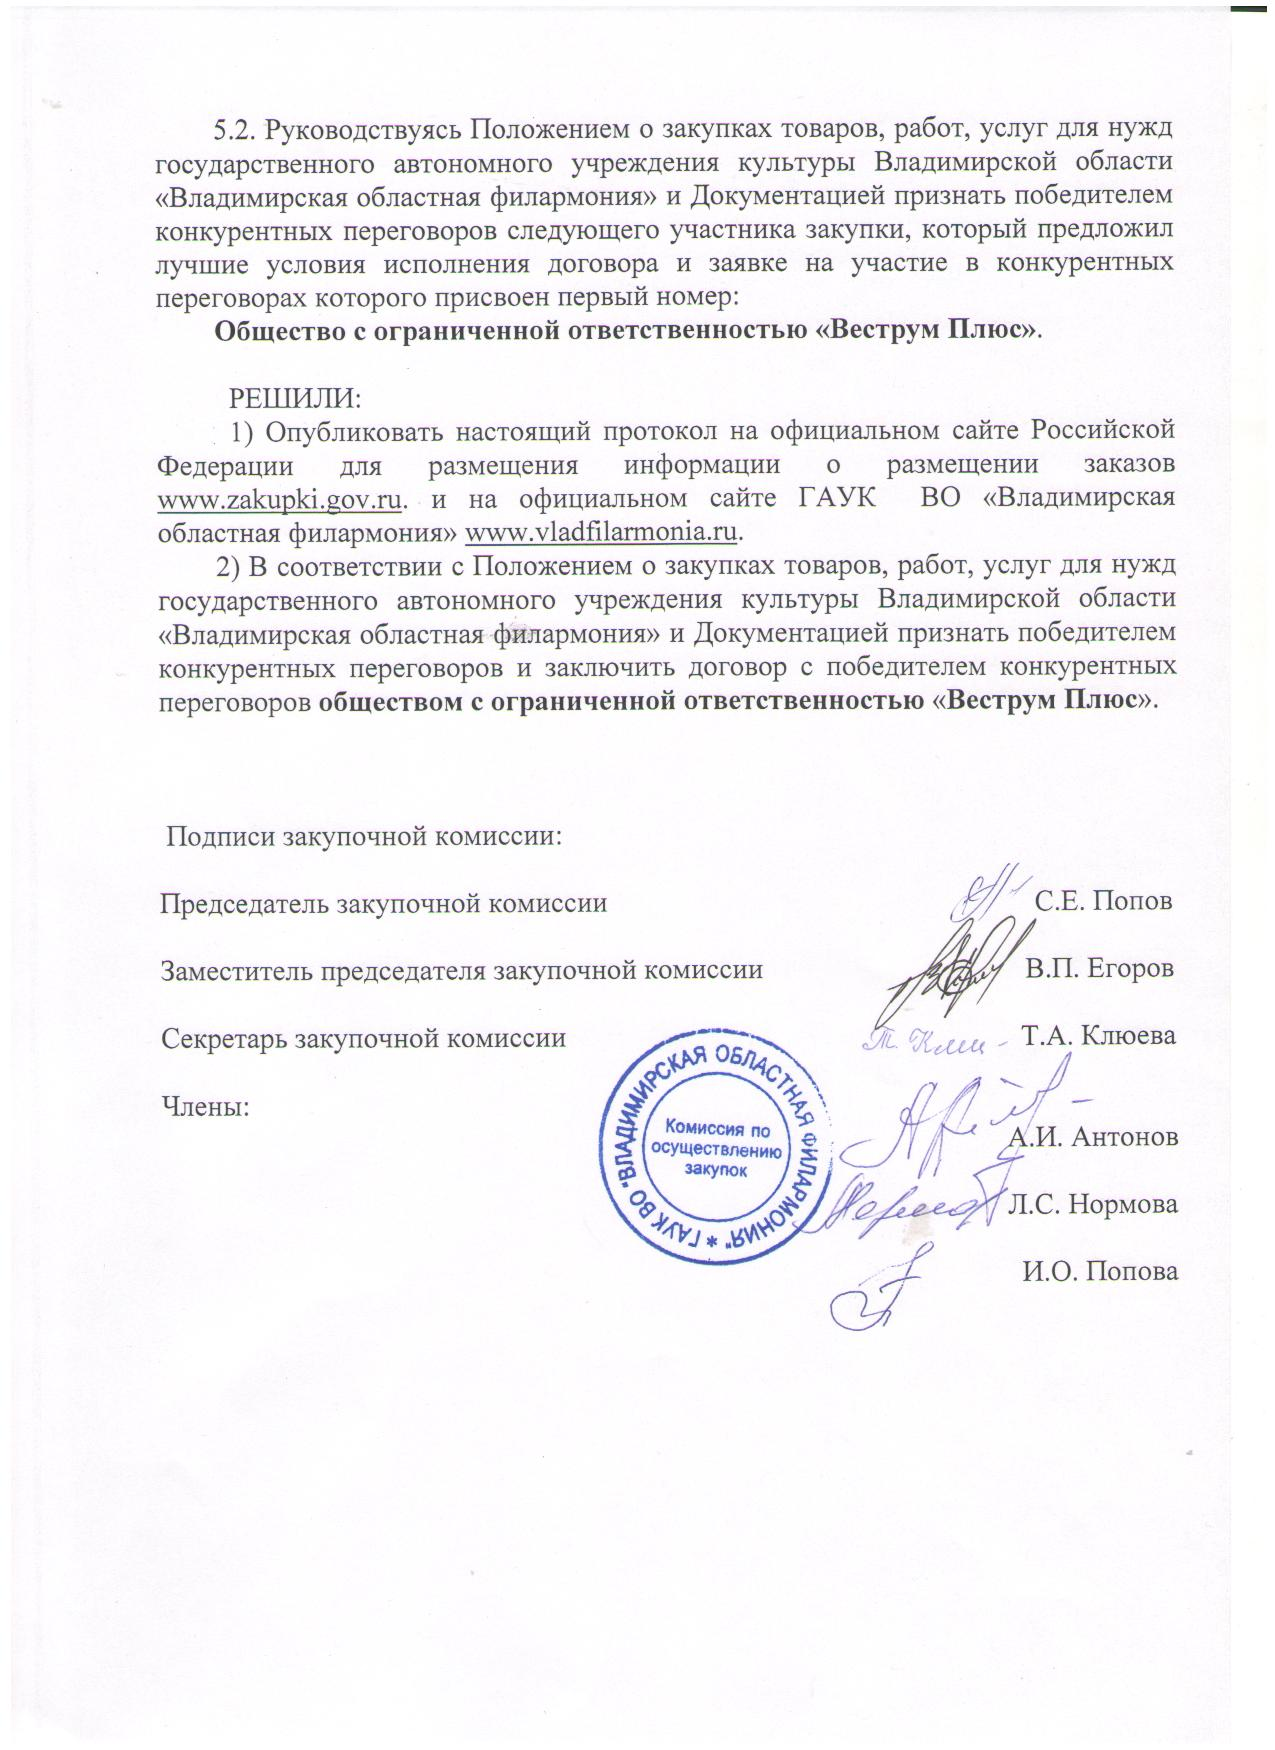 5.2. Руководствуясь Положением о закупках товаров, работ, услуг для нужд
государственного автономного учреждения культуры Владимирской области
«Владимирская областная филармония» и Документацией признать победителем
конкурентных переговоров следующего участника закупки, который предложил
лучшие условия исполнения договора и заявке на участие в конкурентных
переговорах которого присвоен первый номер:
Общество с ограниченной ответственностью «Веструм Плюс».
РЕШИЛИ:
1) Опубликовать настоящий протокол на официальном сайте Российской
Федерации для размещения информации о размещении заказов
www.zakupki.gov.ru. и на официальном сайте ГАУК ВО «Владимирская
областная филармония» www.vladfilarmonia.ru.
2) В соответствии с Положением о закупках товаров, работ, услуг для нужд
государственного автономного учреждения культуры Владимирской области
«Владимирская областная филармония» и Документацией признать победителем
конкурентных переговоров и заключить договор с победителем конкурентных
переговоров обществом с ограниченной ответственностью «Веструм Плюс».
Подписи закупочной комиссии:
Председатель закупочной комиссии С.Е. Попов
Заместитель председателя закупочной комиссии В.П. Егоров
Секретарь закупочной комиссии Т.А. Клюева
Члены:
А.И. Антонов
Л.С. Нормова
И.О. Попова
ГАУК ВО "ВЛАДИМИРСКАЯ ОБЛАСТНАЯ ФИЛАРМОНИЯ" *
Комиссия по
осуществлению
закупок